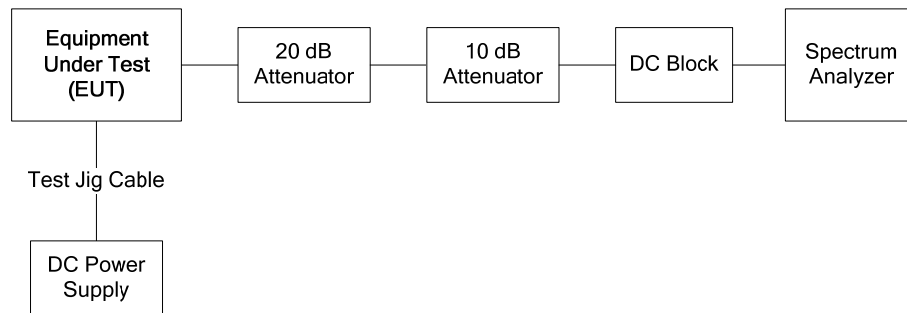 Equipment
Under Test
(EUT)
20 dB
Attenuator
10 dB
Attenuator
DC Block
Spectrum
Analyzer
Test Jig Cable
DC Power
Supply